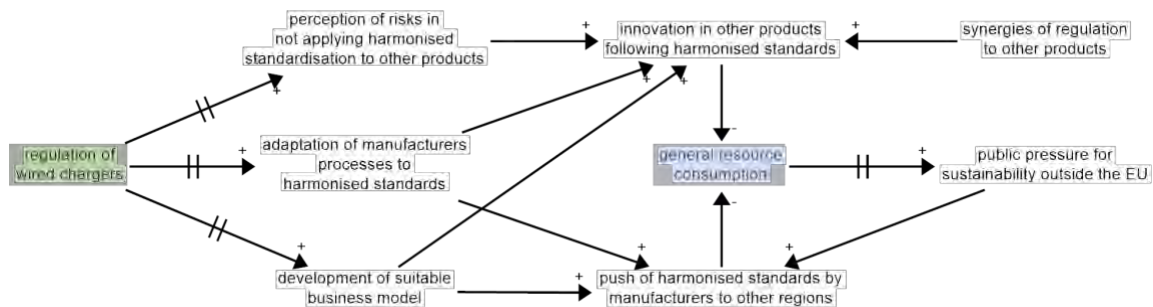 perception of risks in
not applying harmonised
standardisation to other products
innovation in other products
following harmonised standards
synergies of regulation
to other products
regulation of
wired chargers
adaptation of manufacturers
processes to
harmonised standards
general resource
consumption
public pressure for
sustainability outside the EU
development of suitable
business model
push of harmonised standards by
manufacturers to other regions